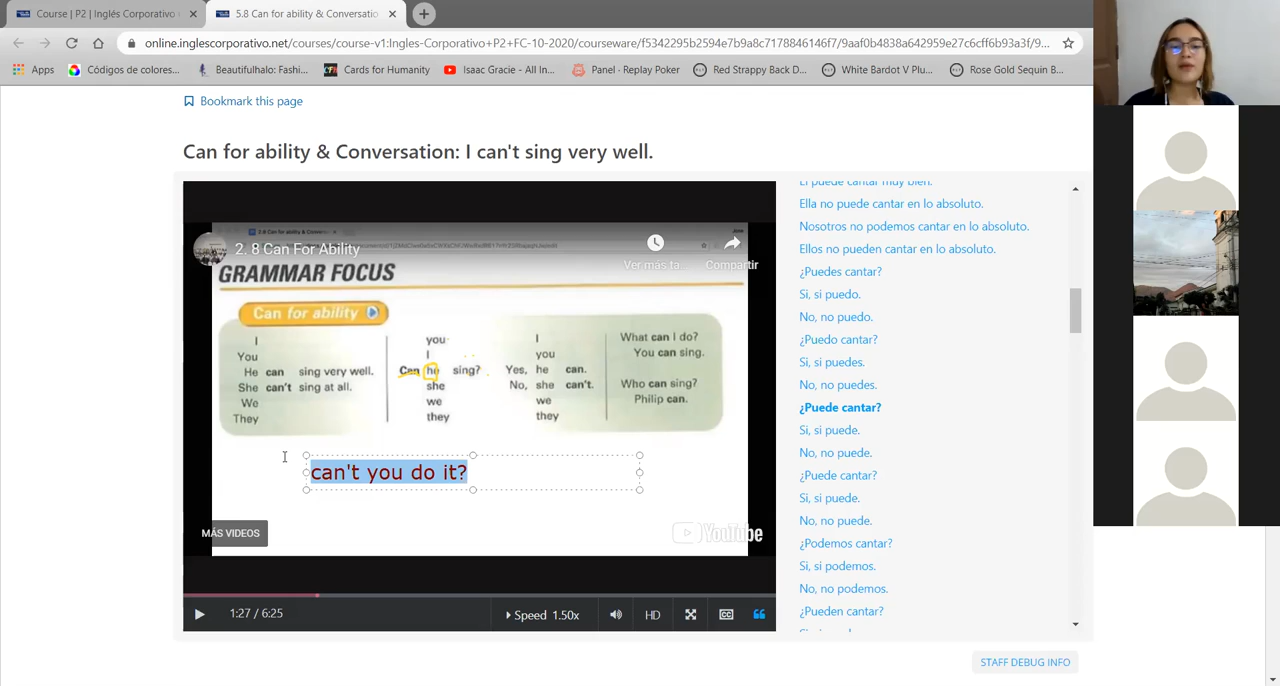 Course | P2 | Inglés Corporativo
5.8 Can for ability & Conversatio
online.inglescorporativo.net/courses/course-v1:Ingles-Corporativo+P2+FC-10-2020/courseware/f5342295b2594e7b9a8c7178846146f7/9aaf0b4838a642959e27c6cff6b93a3f/9...
Apps
Códigos de colores...
Beautifulhalo: Fashi...
Cards for Humanity
Isaac Gracie - All In...
Panel · Replay Poker
Red Strappy Back D...
White Bardot V Plu...
Rose Gold Sequin B...
Bookmark this page
Can for ability & Conversation: I can't sing very well.
2. 8 Can For Ability
Ver más ta...
Compartir
GRAMMAR FOCUS
Can for ability
I
You
He can sing very well.
She can't sing at all.
We
They
you
I
Can he sing?
she
we
they
I
you
Yes, he can.
No, she can't.
we
they
What can I do?
You can sing.
Who can sing?
Philip can.
can't you do it?
MÁS VIDEOS
YouTube
1:27 / 6:25
Speed 1.50x
HD
CC
Él puede cantar muy bien.
Ella no puede cantar en lo absoluto.
Nosotros no podemos cantar en lo absoluto.
Ellos no pueden cantar en lo absoluto.
¿Puedes cantar?
Si, si puedo.
No, no puedo.
¿Puedo cantar?
Si, si puedes.
No, no puedes.
¿Puede cantar?
Si, si puede.
No, no puede.
¿Puede cantar?
Si, si puede.
No, no puede.
¿Podemos cantar?
Si, si podemos.
No, no podemos.
¿Pueden cantar?
STAFF DEBUG INFO